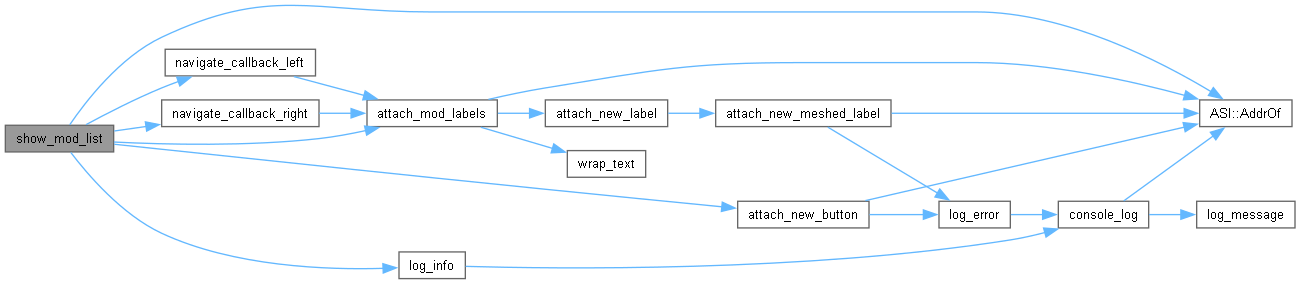 show_mod_list
navigate_callback_left
navigate_callback_right
attach_mod_labels
attach_new_label
attach_new_meshed_label
ASI::AddrOf
wrap_text
attach_new_button
log_error
console_log
log_message
log_info